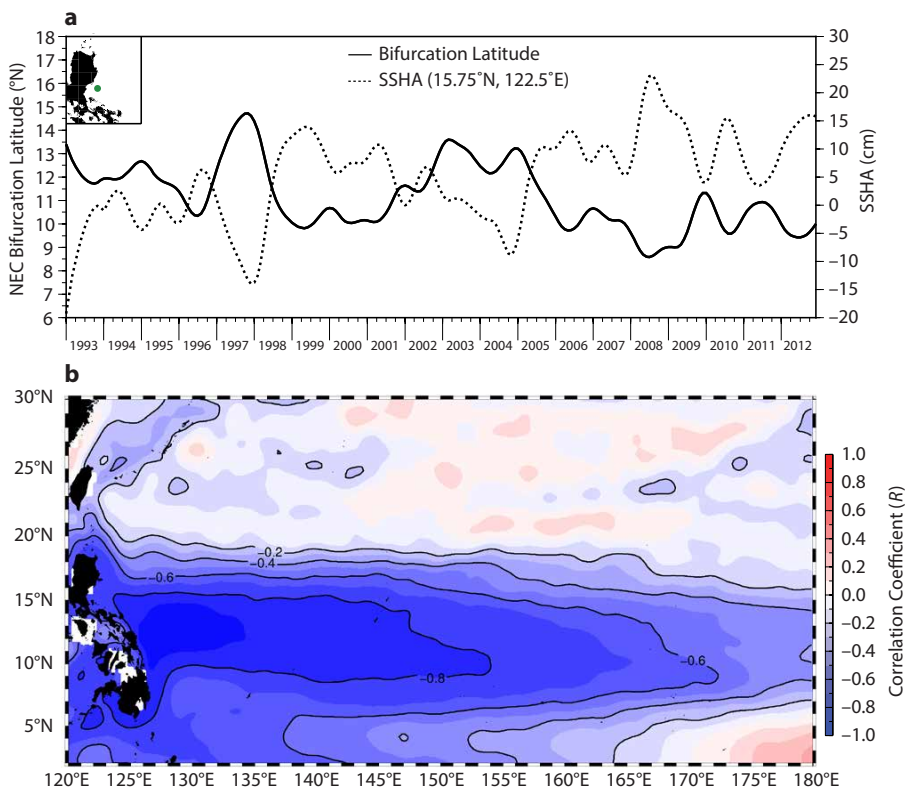 a
18
17
16
15
14
13
12
11
10
9
8
7
6
NEC Bifurcation Latitude (°N)
Bifurcation Latitude
SSHA (15.75°N, 122.5°E)
30
25
20
15
10
5
0
−5
−10
−15
−20
SSHA (cm)
1993 1994 1995 1996 1997 1998 1999 2000 2001 2002 2003 2004 2005 2006 2007 2008 2009 2010 2011 2012
b
30°N
25°N
20°N
15°N
10°N
5°N
−0.2
−0.4
−0.6
−0.6
−0.8
120°E 125°E 130°E 135°E 140°E 145°E 150°E 155°E 160°E 165°E 170°E 175°E 180°E
1.0
0.8
0.6
0.4
0.2
0.0
−0.2
−0.4
−0.6
−0.8
−1.0
Correlation Coefficient (R)